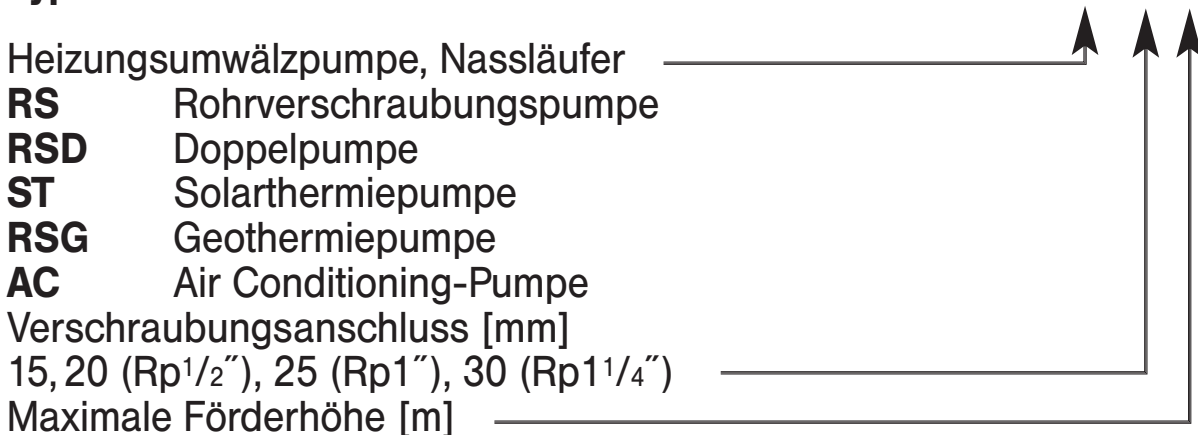 Heizungsumwälzpumpe, Nassläufer
RS Rohrverschraubungspumpe
RSD Doppelpumpe
ST Solarthermiepumpe
RSG Geothermiepumpe
AC Air Conditioning-Pumpe
Verschraubungsanschluss [mm]
15, 20 (Rp1/2˝), 25 (Rp1˝), 30 (Rp11/4˝)
Maximale Förderhöhe [m]